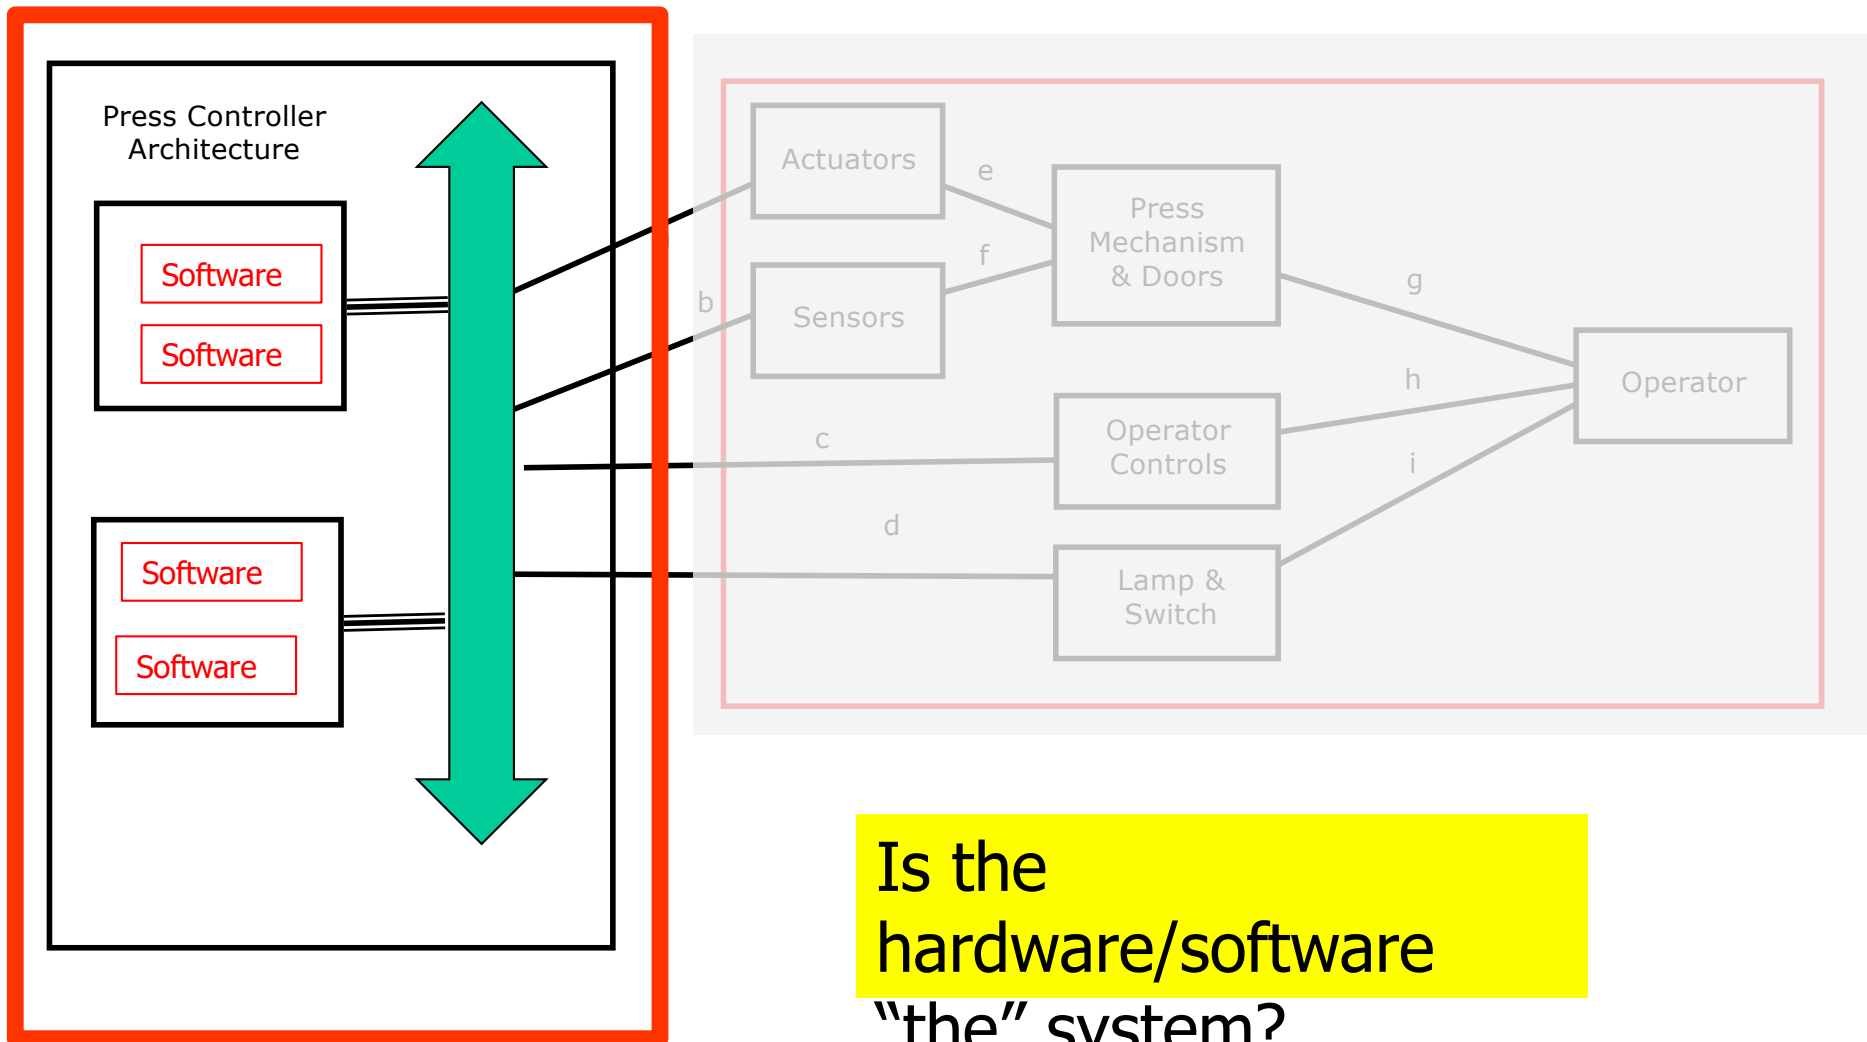 Press Controller
Architecture
Software
Software
Software
Software
Actuators
Sensors
Press
Mechanism
& Doors
Operator
Controls
Lamp &
Switch
Operator
b
c
d
e
f
g
h
i
Is the
hardware/software
“the” system?